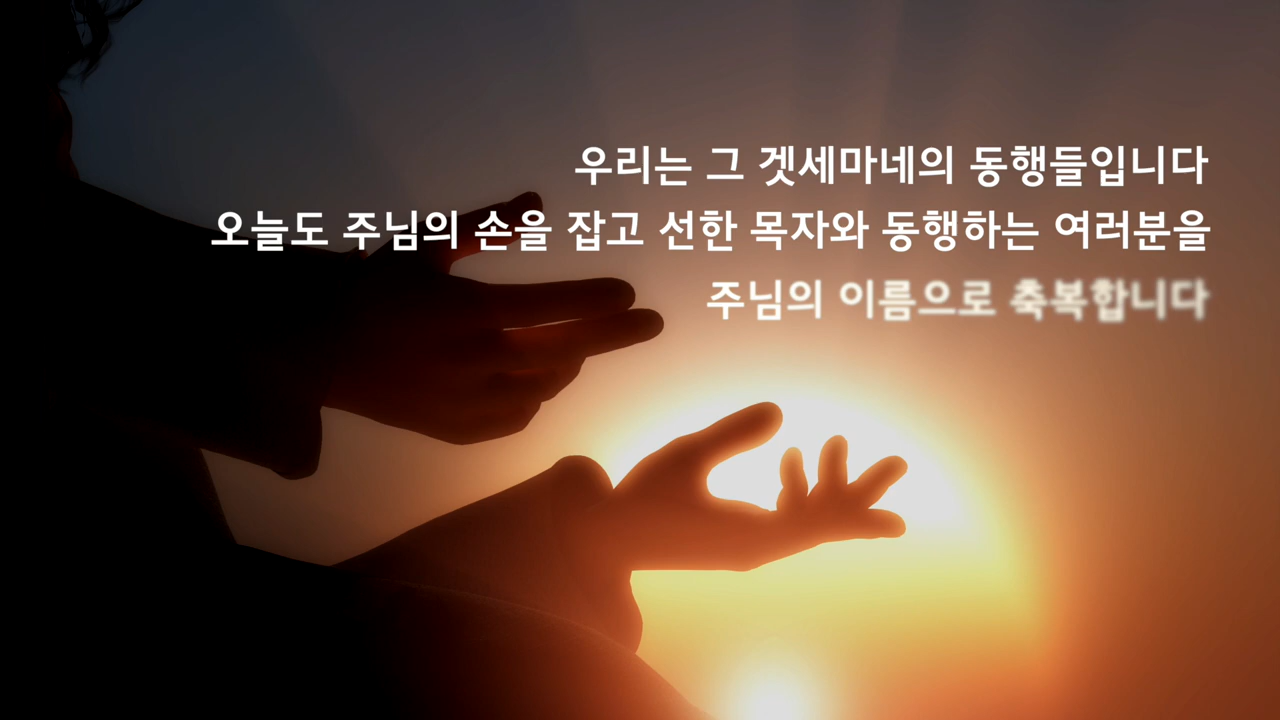 우리는 그 겟세마네의 동행들입니다
오늘도 주님의 손을 잡고 선한 목자와 동행하는 여러분을
주님의 이름으로 축복합니다